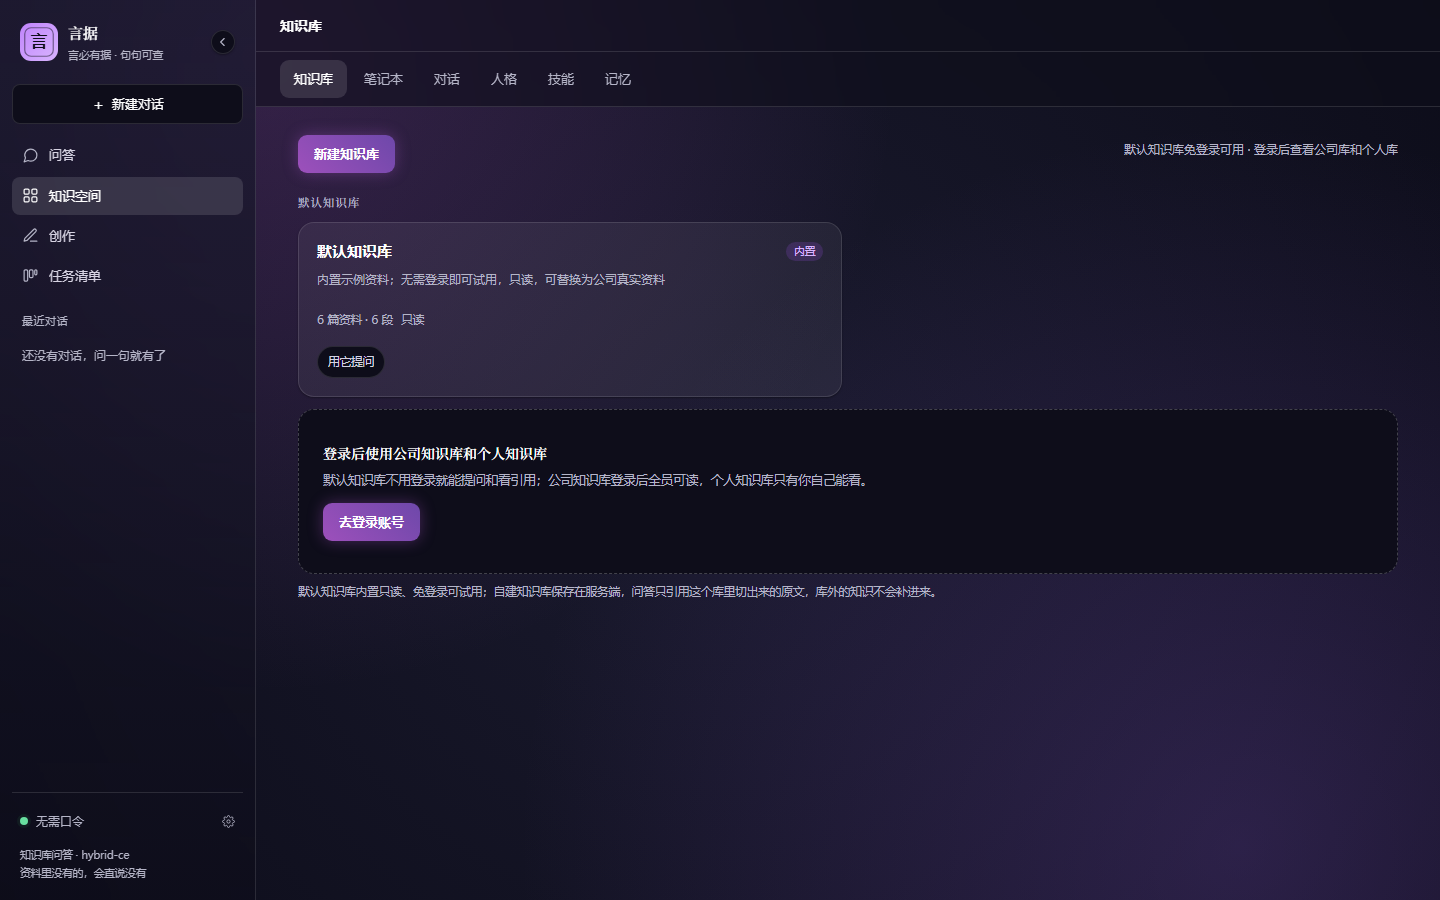 言
言据
言必有据 · 句句可查
+ 新建对话
问答
知识空间
创作
任务清单
最近对话
还没有对话，问一句就有了
无需口令
知识库问答 · hybrid-ce
资料里没有的，会直说没有
知识库
知识库 笔记本 对话 人格 技能 记忆
新建知识库
默认知识库免登录可用 · 登录后查看公司库和个人库
默认知识库
默认知识库 内置
内置示例资料；无需登录即可试用，只读，可替换为公司真实资料
6 篇资料 · 6 段 只读
用它提问
登录后使用公司知识库和个人知识库
默认知识库不用登录就能提问和看引用；公司知识库登录后全员可读，个人知识库只有你自己能看。
去登录账号
默认知识库内置只读、免登录可试用；自建知识库保存在服务端，问答只引用这个库里切出来的原文，库外的知识不会补进来。